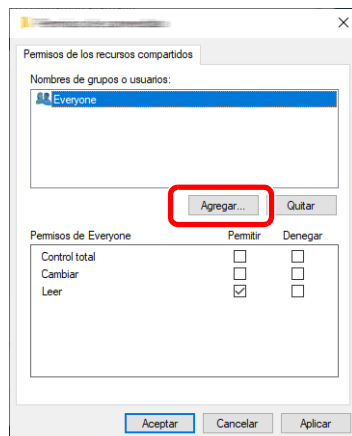 Permisos de los recursos compartidos
Nombres de grupos o usuarios:
Everyone
Agregar... Quitar
Permisos de Everyone Permitir Denegar
Control total
Cambiar
Leer
Aceptar Cancelar Aplicar